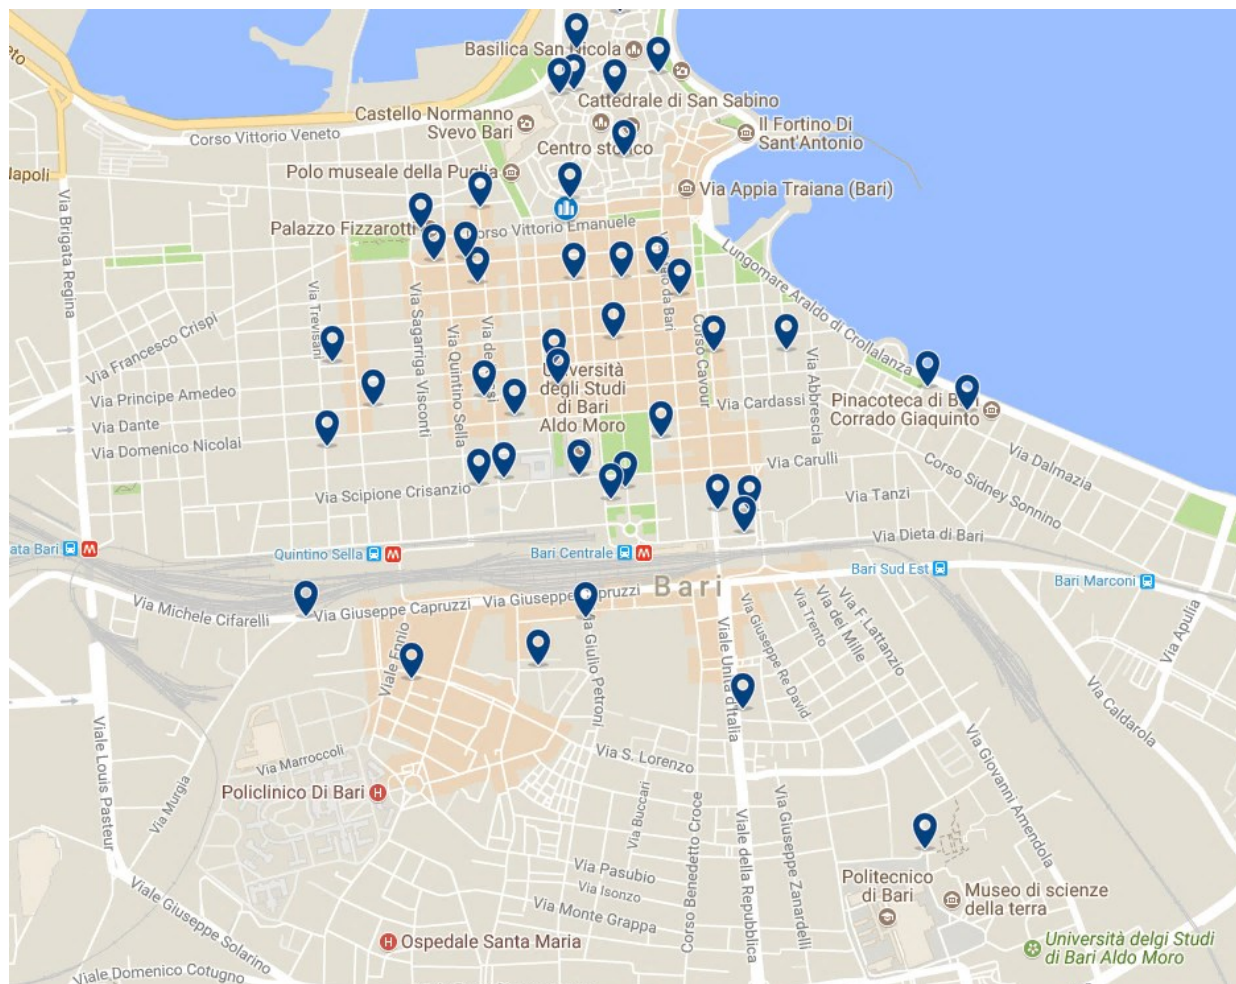 Basilica San Nicola
Cattedrale di San Sabino
Castello Normanno
Svevo Bari
Il Fortino Di
Sant'Antonio
Corso Vittorio Veneto
Centro storico
Polo museale della Puglia
Via Appia Traiana (Bari)
Via Brigata Regina
Palazzo Fizzarotti
Corso Vittorio Emanuele
Lungomare Araldo di Crollalanza
Via Trevisani
Via Sagarriga Visconti
Via Quintino Sella
Corso Cavour
Via Abbrescia
Via Francesco Crispi
Via Principe Amedeo
Via Dante
Via Domenico Nicolai
degli Studi
di Bari
Aldo Moro
Via Cardassi
Pinacoteca di Bari
Corrado Giaquinto
Via Dalmazia
Via Carulli
Corso Sidney Sonnino
Via Scipione Crisanzio
Via Tanzi
Via Dieta di Bari
ata Bari
M
Quintino Sella
M
Bari Centrale
M
Bari Sud Est
Bari Marconi
Bari
Via Michele Cifarelli
Via Giuseppe Capruzzi
Via Giuseppe Capruzzi
Viale Ennio
Via Giulio Petroni
Viale Unità d'Italia
Via Giuseppe Re David
Via Trento
Via dei Mille
Via F. Lattanzio
Via Apulia
Via Caldarola
Via Giovanni Amendola
Viale Louis Pasteur
Via Murgia
Via Marroccoli
Policlinico Di Bari
H
Via S. Lorenzo
Via Buccari
Corso Benedetto Croce
Viale della Repubblica
Via Giuseppe Zanardelli
Via Pasubio
Via Isonzo
Via Monte Grappa
Politecnico
di Bari
Museo di scienze
della terra
Viale Giuseppe Solarino
H
Ospedale Santa Maria
Università delgi Studi
di Bari Aldo Moro
Viale Domenico Cotugno